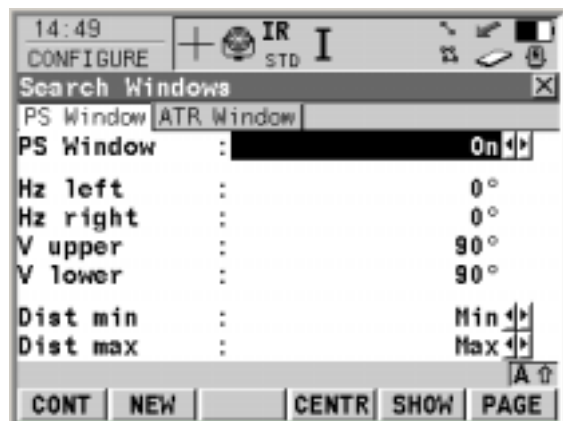 14:49
CONFIGURE
IR
STD
I
Search Windows
PS Window ATR Window
PS Window : On
Hz left : 0°
Hz right : 0°
V upper : 90°
V lower : 90°
Dist min : Min
Dist max : Max
A
CONT NEW CENTR SHOW PAGE